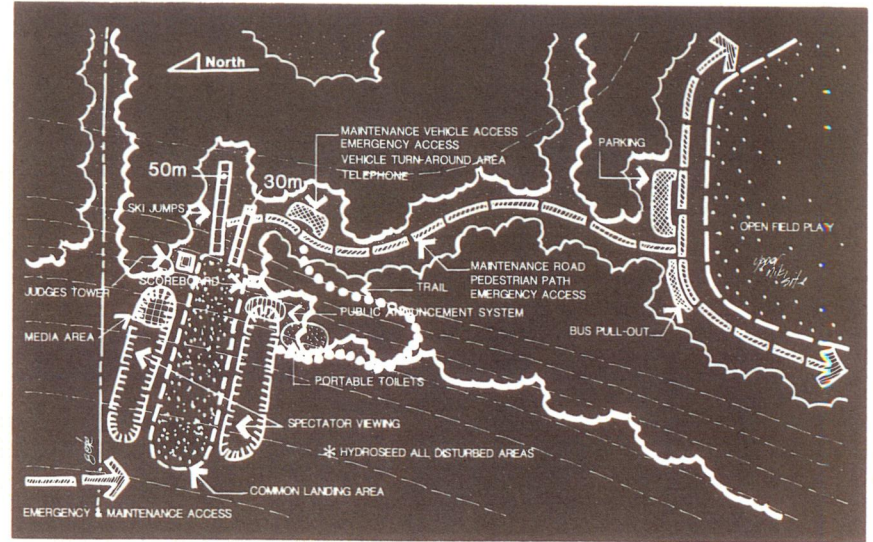 North
MAINTENANCE VEHICLE ACCESS
EMERGENCY ACCESS
VEHICLE TURN-AROUND AREA
TELEPHONE
PARKING
50m
30m
SKI JUMPS
OPEN FIELD PLAY
MAINTENANCE ROAD
PEDESTRIAN PATH
EMERGENCY ACCESS
SCOREBOARD
JUDGES TOWER
TRAIL
PUBLIC ANNOUNCEMENT SYSTEM
BUS PULL-OUT
MEDIA AREA
PORTABLE TOILETS
SPECTATOR VIEWING
* HYDROSEED ALL DISTURBED AREAS
COMMON LANDING AREA
EMERGENCY & MAINTENANCE ACCESS